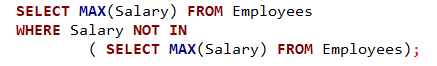 SELECT MAX(Salary) FROM Employees
WHERE Salary NOT IN
( SELECT MAX(Salary) FROM Employees);